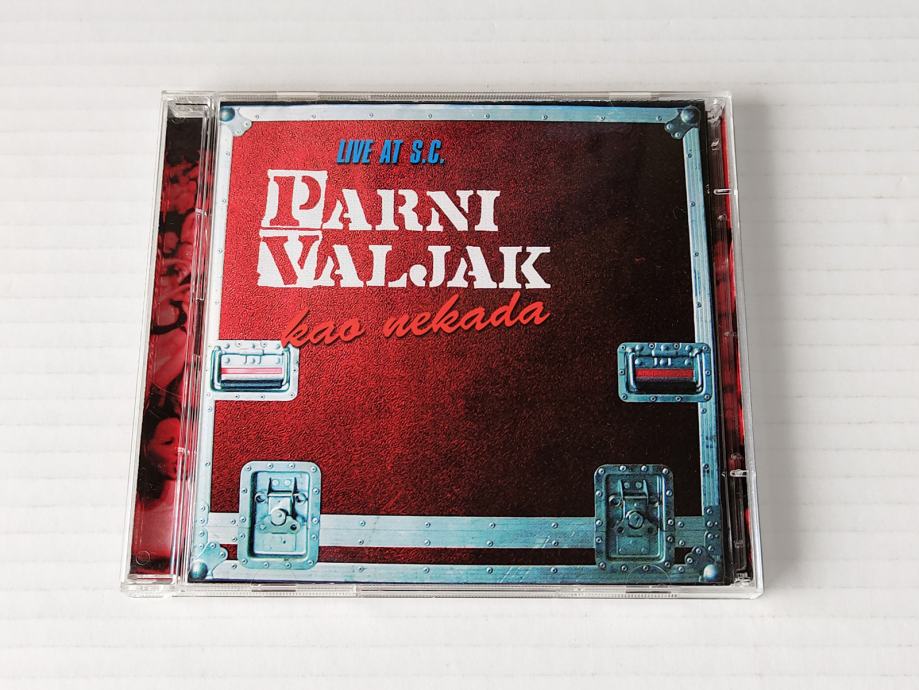 LIVE AT S.C.
PARNI
VALJAK
kao nekada